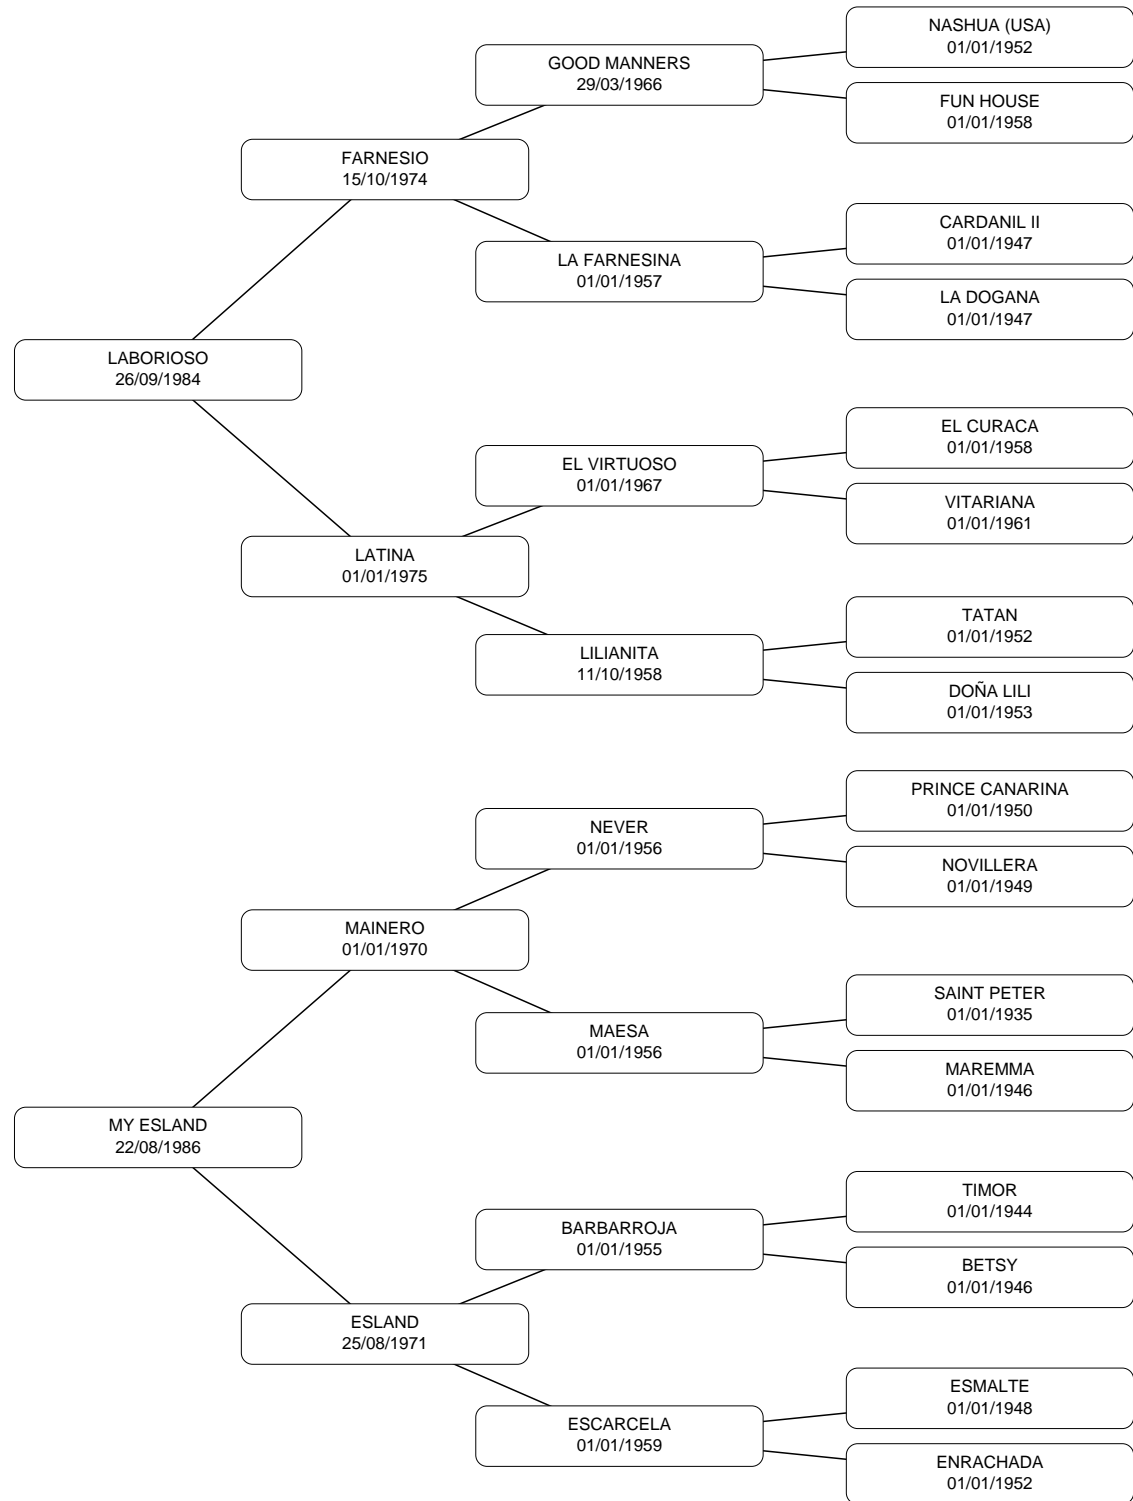 NASHUA (USA)
01/01/1952
GOOD MANNERS
29/03/1966
FUN HOUSE
01/01/1958
FARNESIO
15/10/1974
CARDANIL II
01/01/1947
LA FARNESINA
01/01/1957
LA DOGANA
01/01/1947
LABORIOSO
26/09/1984
EL CURACA
01/01/1958
EL VIRTUOSO
01/01/1967
VITARIANA
01/01/1961
LATINA
01/01/1975
TATAN
01/01/1952
LILIANITA
11/10/1958
DOÑA LILI
01/01/1953
PRINCE CANARINA
01/01/1950
NEVER
01/01/1956
NOVILLERA
01/01/1949
MAINERO
01/01/1970
SAINT PETER
01/01/1935
MAESA
01/01/1956
MAREMMA
01/01/1946
MY ESLAND
22/08/1986
TIMOR
01/01/1944
BARBARROJA
01/01/1955
BETSY
01/01/1946
ESLAND
25/08/1971
ESMALTE
01/01/1948
ESCARCELA
01/01/1959
ENRACHADA
01/01/1952